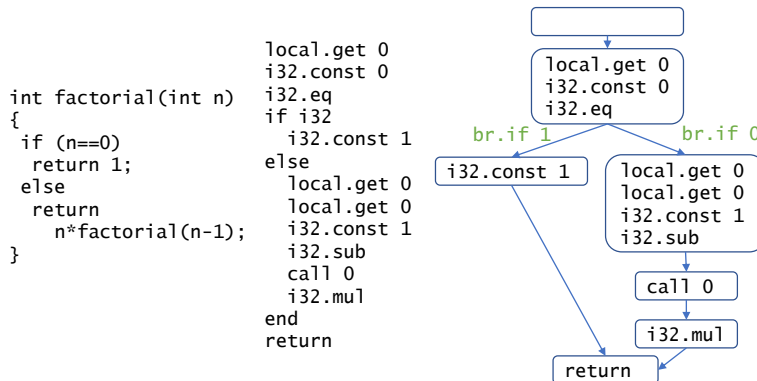 int factorial(int n)
{
if (n==0)
return 1;
else
return
n*factorial(n-1);
}
local.get 0
i32.const 0
i32.eq
if i32
i32.const 1
else
local.get 0
local.get 0
i32.const 1
i32.sub
call 0
i32.mul
end
return
local.get 0
i32.const 0
i32.eq
br.if 1
br.if 0
i32.const 1
local.get 0
local.get 0
i32.const 1
i32.sub
call 0
i32.mul
return